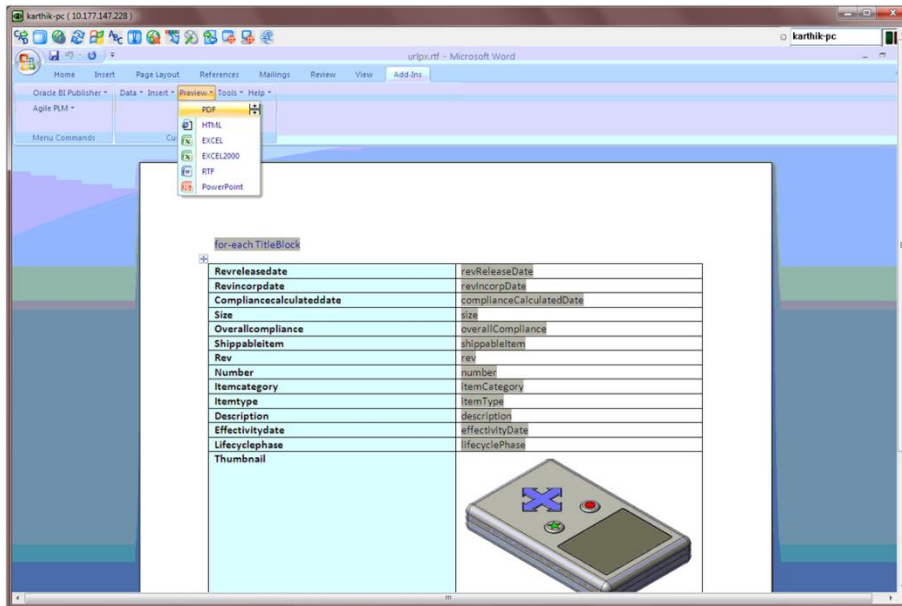 karthik-pc ( 10.177.147.228 )
karthik-pc
urlpx.rtf - Microsoft Word
Home Insert Page Layout References Mailings Review View Add-Ins
Oracle BI Publisher Data Insert Preview Tools Help
Agile PLM
Menu Commands
PDF
HTML
EXCEL
EXCEL2000
RTF
PowerPoint
for-each TitleBlock
Revreleasedate revReleaseDate
Revincorpdate revIncorpDate
Compliancecalculateddate complianceCalculatedDate
Size size
Overallcompliance overallCompliance
Shippableitem shippableItem
Rev rev
Number number
Itemcategory itemCategory
Itemtype itemType
Description description
Effectivitydate effectivityDate
Lifecyclephase lifecyclePhase
Thumbnail